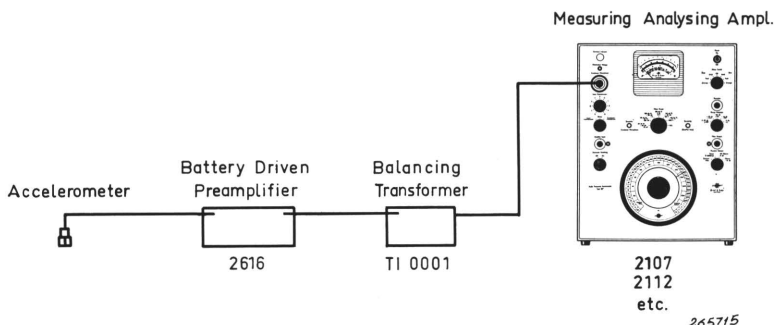 Measuring Analysing Ampl.
Battery Driven
Preamplifier
Balancing
Transformer
Accelerometer
2616
TI 0001
2107
2112
etc.
265715